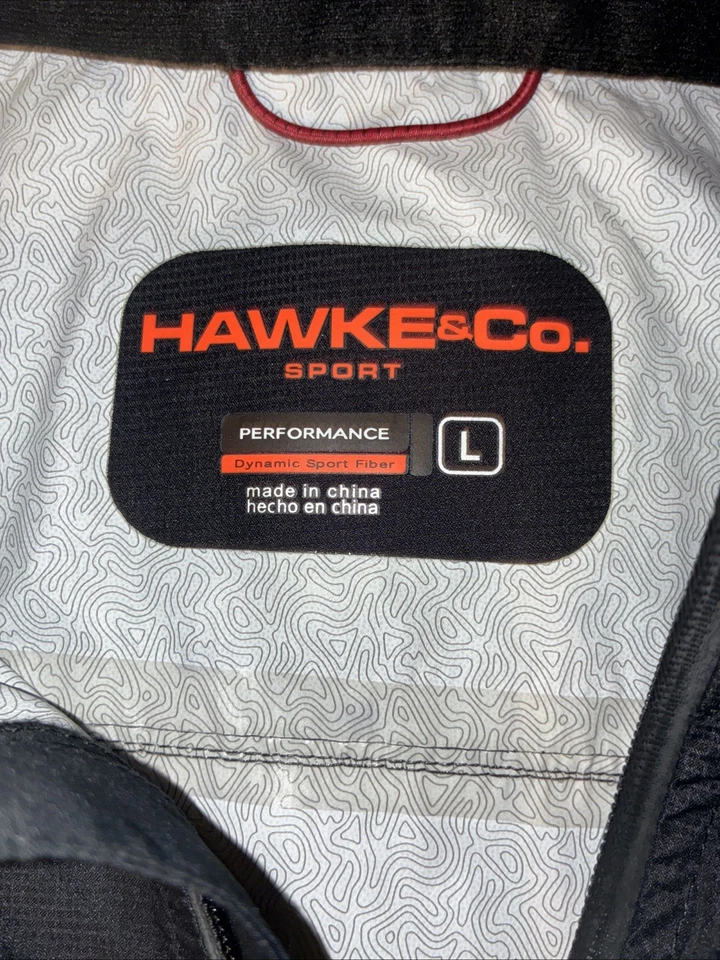 HAWKE&Co.
SPORT
PERFORMANCE
L
Dynamic Sport Fiber
made in china
hecho en china